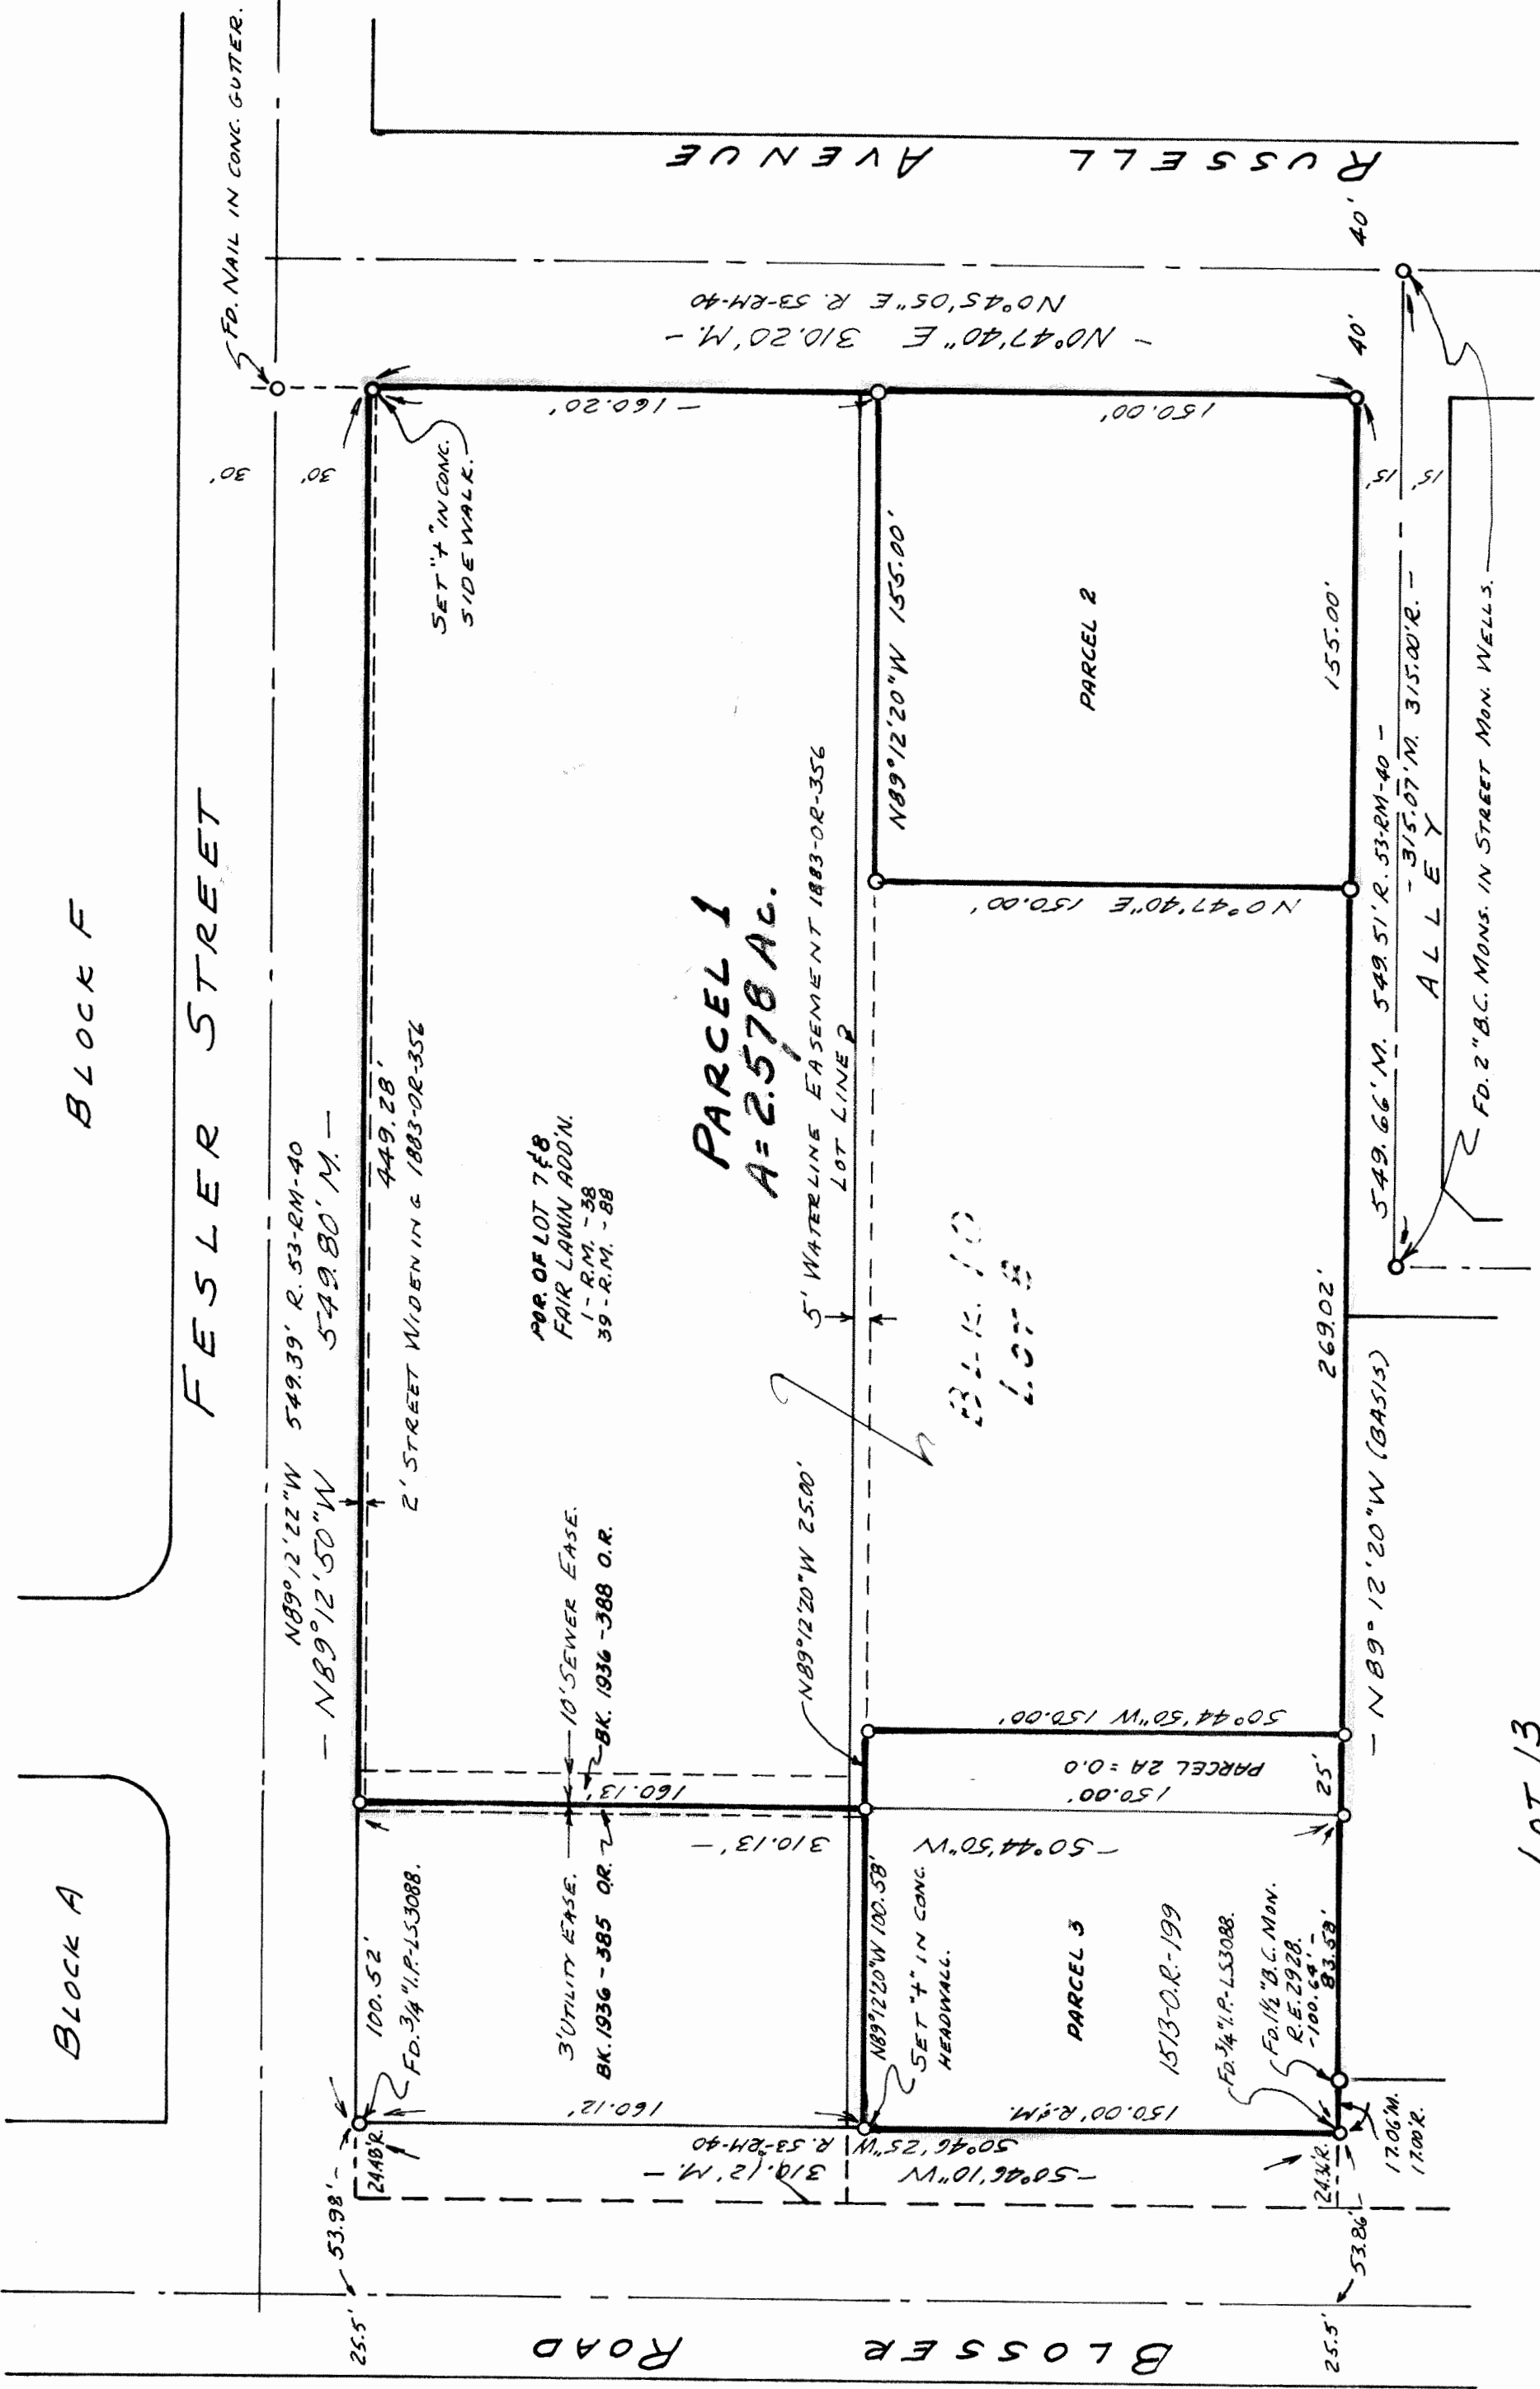 BLOCK A
BLOCK F
FESLER STREET
FD. NAIL IN CONC. GUTTER.
N89°12'22"W 549.39' R. 53-RM-40
— N89°12'50"W 549.80' M. —
30'
30'
25.5'
53.98' —
24.48'R.
100.52'
FD. 3/4" I.P.-LS3088.
449.28'
2' STREET WIDENING 1883-OR-356
SET "+" IN CONC.
SIDEWALK.—
3' UTILITY EASE.
BK. 1936-385 O.R.
10' SEWER EASE.
BK. 1936-388 O.R.
POR. OF LOT 7 & 8
FAIR LAWN ADD'N.
1-R.M.-38
39-R.M.-88
160.12'
310.13' —
160.13'
PARCEL 1
A = 2.578 AC.
— 160.20'
— N0°47'40"E 310.20' M. —
N0°45'05"E R. 53-RM-40
RUSSELL AVENUE
BLOSSER ROAD
— S0°46'10"W 310.12' M. —
S0°46'25"W R. 53-RM-40
5' WATERLINE EASEMENT 1883-OR-356
LOT LINE
N89°12'20"W 25.00'
N89°12'20"W 100.58'
SET "+" IN CONC.
HEADWALL.
N89°12'20"W 155.00'
BLK. 10
LOT 8
PARCEL 3
1513-O.R.-199
FD. 3/4" I.P.-LS3088.
FD. 1 1/2" B.C. MON.
R.E. 2928.
-100.64' —
83.58'
150.00' R.&M.
— S0°44'50"W
150.00'
PARCEL 2A = 0.0
S0°44'50"W 150.00'
25'
N0°47'40"E 150.00'
PARCEL 2
150.00'
155.00'
269.02'
25.5'
53.86' —
24.36'R.
17.06'M.
17.00'R.
— N89°12'20"W (BASIS) 549.66' M. 549.51' R. 53-RM-40 —
— 315.07' M. 315.00' R. —
15'
15'
40'
40'
ALLEY
FD. 2" B.C. MONS. IN STREET MON. WELLS.
LOT 13